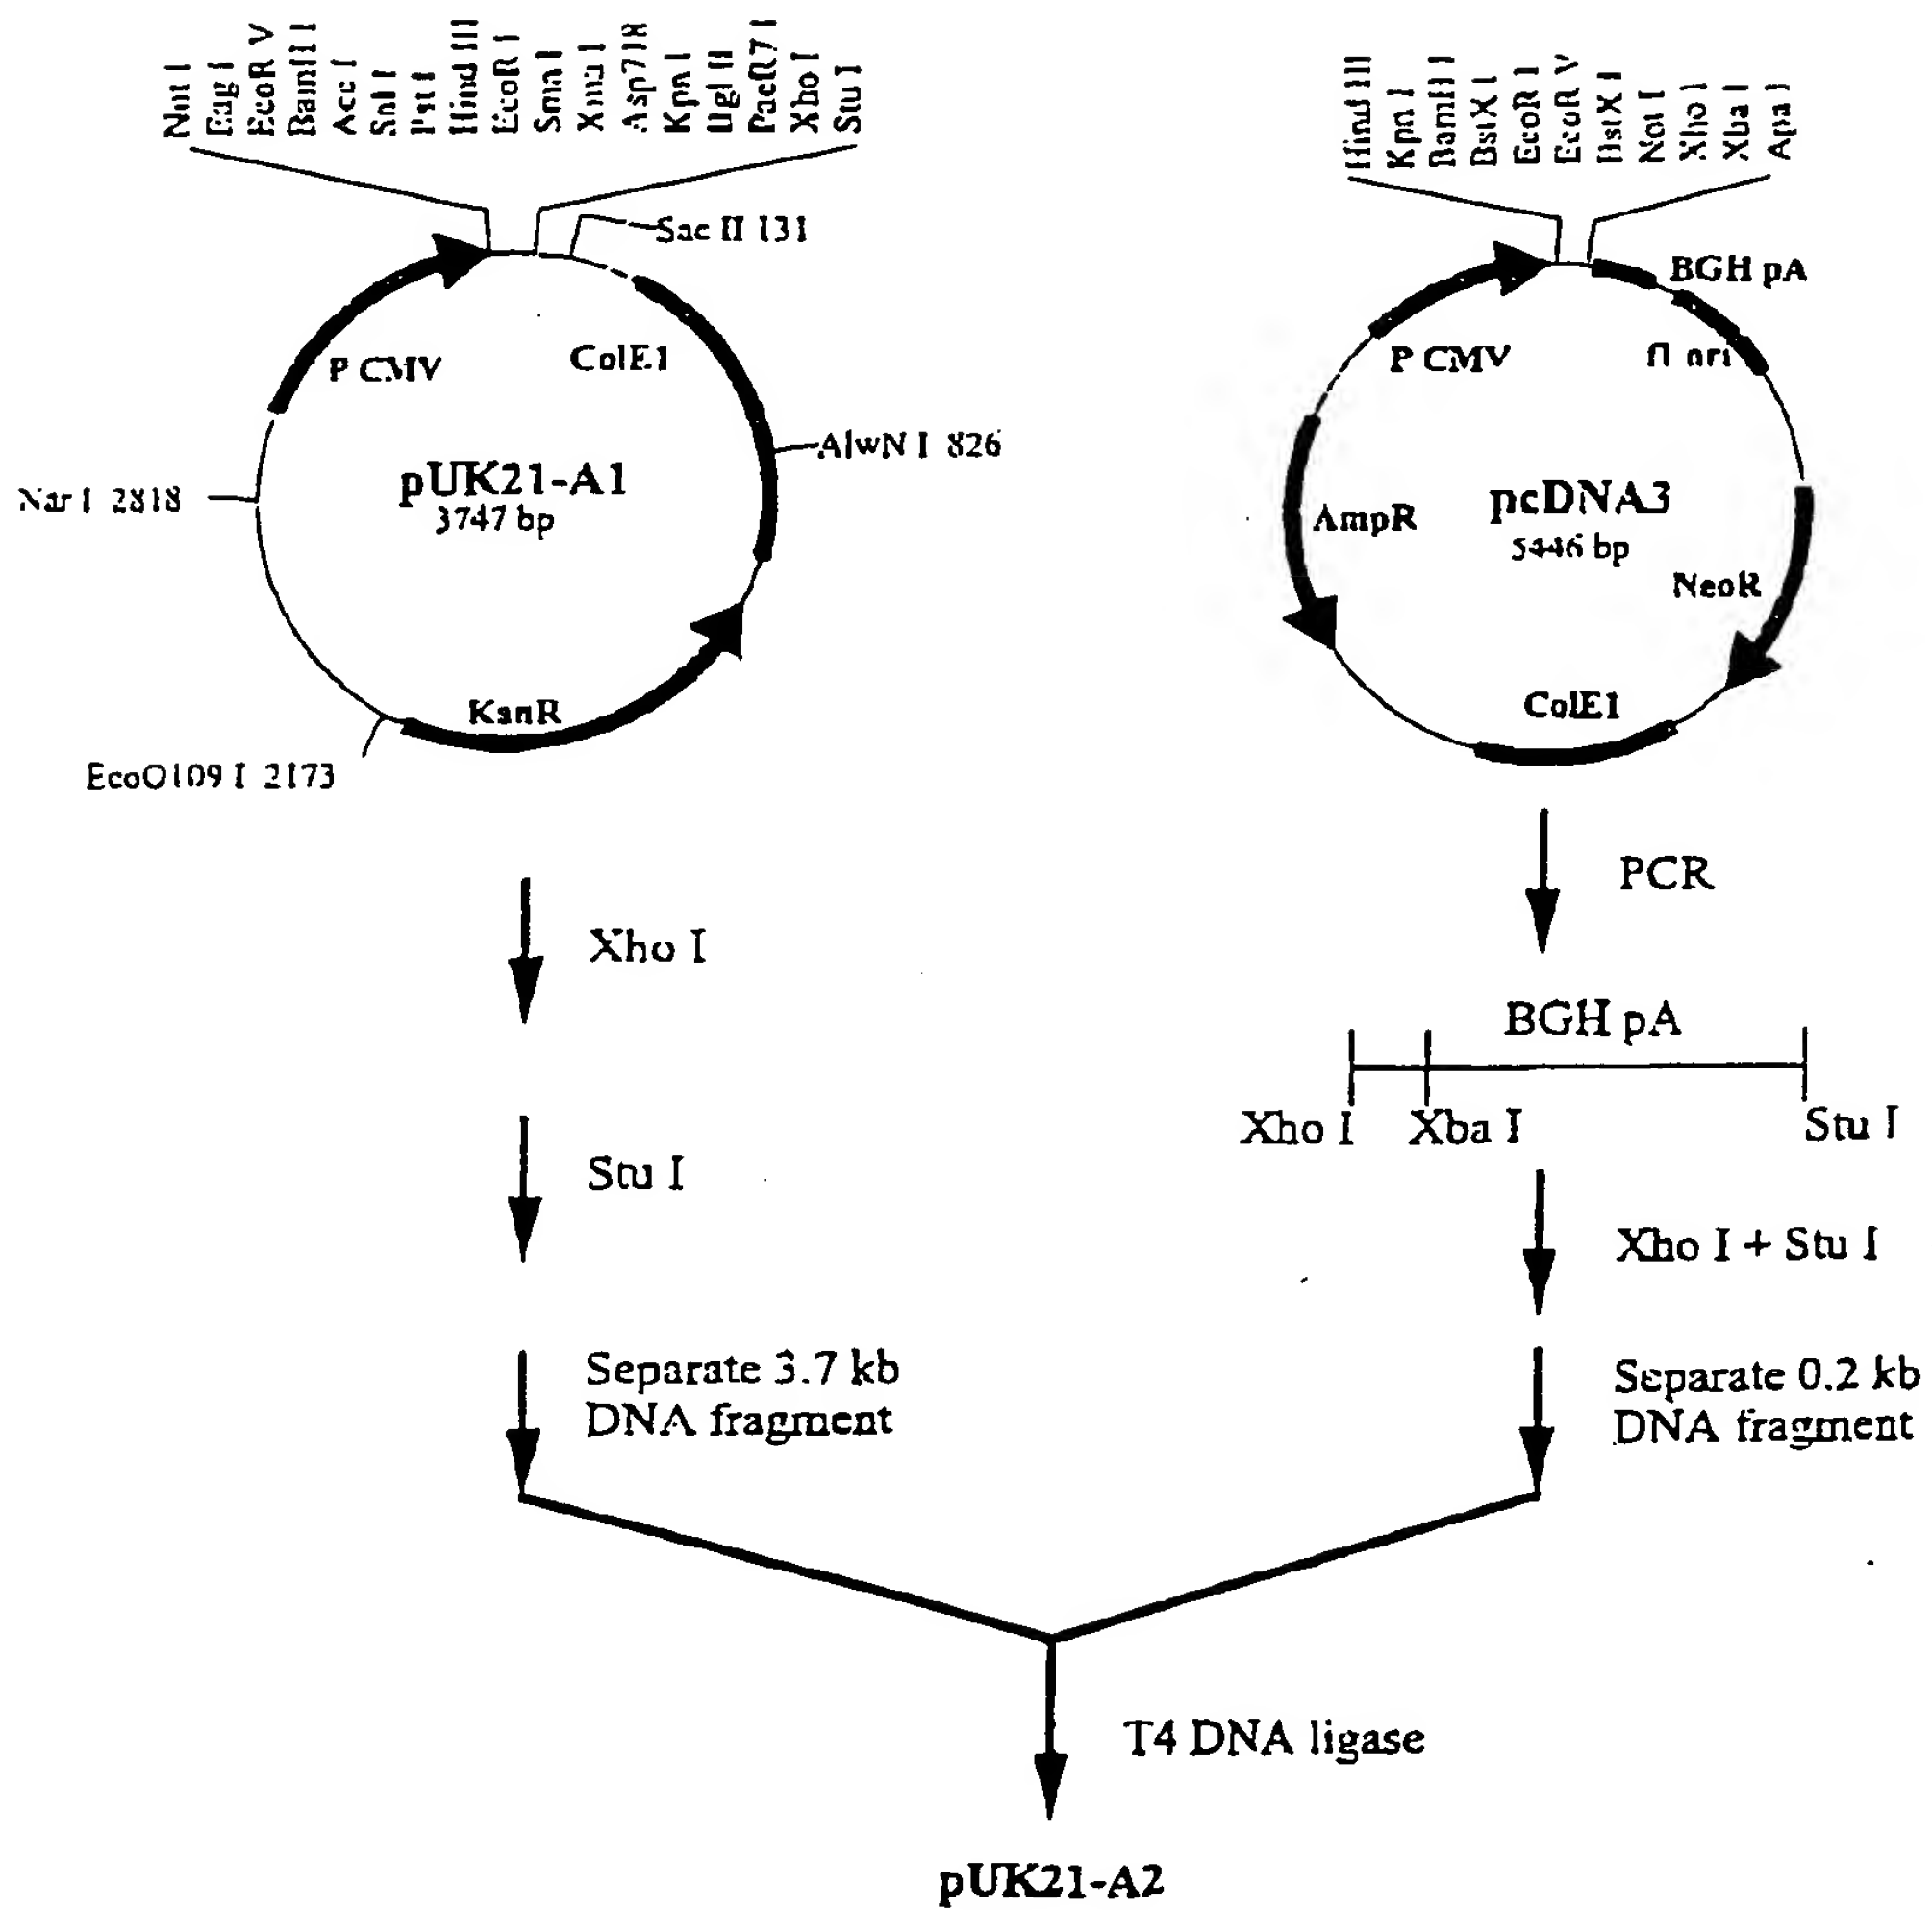 Not I
Eag I
EcoR V
BamH I
Acc I
Sal I
Pst I
Hind III
EcoR I
Sma I
Xma I
Asp718
Kpn I
Bgl II
PaeR7 I
Xho I
Stu I
Sac II 131
P CMV
ColE1
AlwN I 826
pUK21-A1
3747 bp
Nar I 2818
KanR
EcoO109 I 2173
Hind III
Kpn I
BamH I
BstX I
EcoR I
EcoR V
BstX I
Not I
Xho I
Xba I
Apa I
BGH pA
P CMV
f1 ori
AmpR
pcDNA3
5446 bp
NeoR
ColE1
PCR
Xho I
BGH pA
Xho I Xba I Stu I
Stu I
Xho I + Stu I
Separate 3.7 kb
DNA fragment
Separate 0.2 kb
DNA fragment
T4 DNA ligase
pUK21-A2